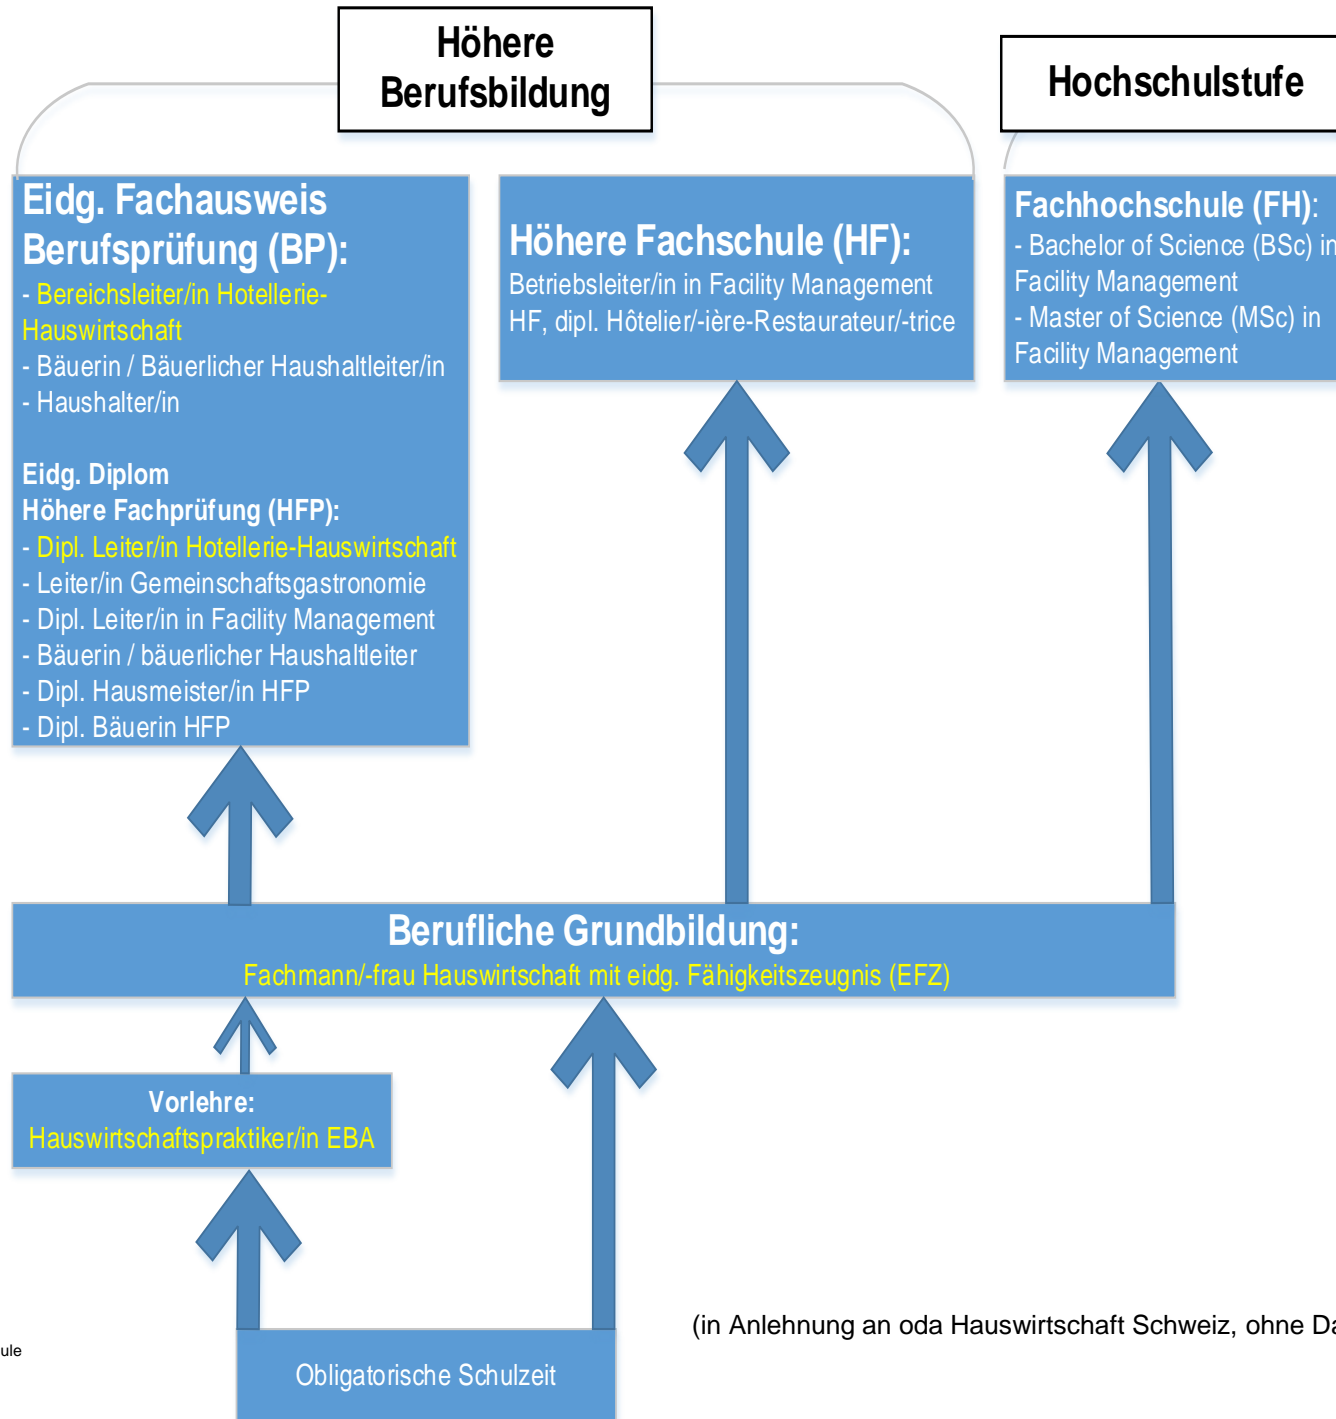 Höhere
Berufsbildung
Hochschulstufe
Eidg. Fachausweis
Berufsprüfung (BP):
- Bereichsleiter/in Hotellerie-
Hauswirtschaft
- Bäuerin / Bäuerlicher Haushaltleiter/in
- Haushalter/in
Eidg. Diplom
Höhere Fachprüfung (HFP):
- Dipl. Leiter/in Hotellerie-Hauswirtschaft
- Leiter/in Gemeinschaftsgastronomie
- Dipl. Leiter/in in Facility Management
- Bäuerin / bäuerlicher Haushaltleiter
- Dipl. Hausmeister/in HFP
- Dipl. Bäuerin HFP
Höhere Fachschule (HF):
Betriebsleiter/in in Facility Management
HF, dipl. Hôtelier/-ière-Restaurateur/-trice
Fachhochschule (FH):
- Bachelor of Science (BSc) in
Facility Management
- Master of Science (MSc) in
Facility Management
Berufliche Grundbildung:
Fachmann/-frau Hauswirtschaft mit eidg. Fähigkeitszeugnis (EFZ)
Vorlehre:
Hauswirtschaftspraktiker/in EBA
(in Anlehnung an oda Hauswirtschaft Schweiz, ohne
Obligatorische Schulzeit